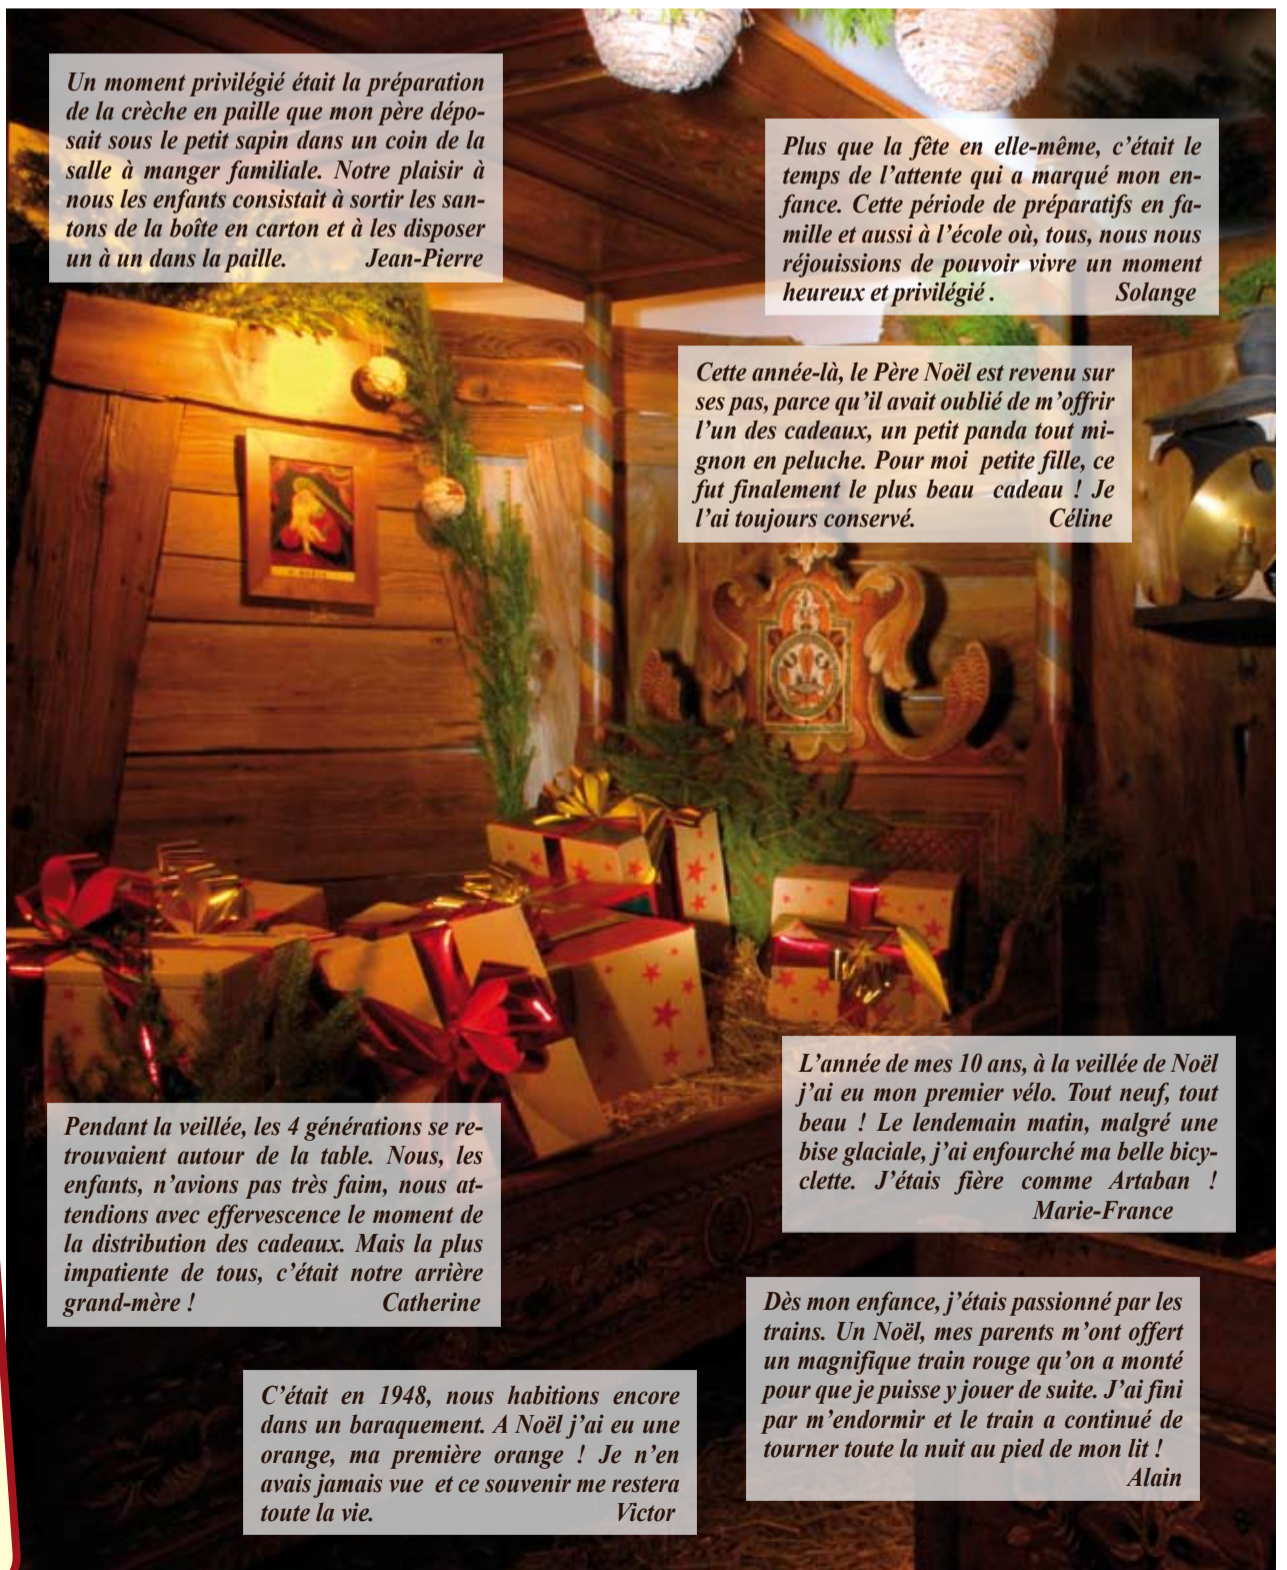 Un moment privilégié était la préparation
de la crèche en paille que mon père dépo-
sait sous le petit sapin dans un coin de la
salle à manger familiale. Notre plaisir à
nous les enfants consistait à sortir les san-
tons de la boîte en carton et à les disposer
un à un dans la paille. Jean-Pierre
Plus que la fête en elle-même, c'était le
temps de l'attente qui a marqué mon en-
fance. Cette période de préparatifs en fa-
mille et aussi à l'école où, tous, nous nous
réjouissions de pouvoir vivre un moment
heureux et privilégié. Solange
Cette année-là, le Père Noël est revenu sur
ses pas, parce qu'il avait oublié de m'offrir
l'un des cadeaux, un petit panda tout mi-
gnon en peluche. Pour moi petite fille, ce
fut finalement le plus beau cadeau ! Je
l'ai toujours conservé. Céline
L'année de mes 10 ans, à la veillée de Noël
j'ai eu mon premier vélo. Tout neuf, tout
beau ! Le lendemain matin, malgré une
bise glaciale, j'ai enfourché ma belle bicy-
clette. J'étais fière comme Artaban !
Marie-France
Pendant la veillée, les 4 générations se re-
trouvaient autour de la table. Nous, les
enfants, n'avions pas très faim, nous at-
tendions avec effervescence le moment de
la distribution des cadeaux. Mais la plus
impatiente de tous, c'était notre arrière
grand-mère ! Catherine
Dès mon enfance, j'étais passionné par les
trains. Un Noël, mes parents m'ont offert
un magnifique train rouge qu'on a monté
pour que je puisse y jouer de suite. J'ai fini
par m'endormir et le train a continué de
tourner toute la nuit au pied de mon lit !
Alain
C'était en 1948, nous habitions encore
dans un baraquement. A Noël j'ai eu une
orange, ma première orange ! Je n'en
avais jamais vue et ce souvenir me restera
toute la vie. Victor